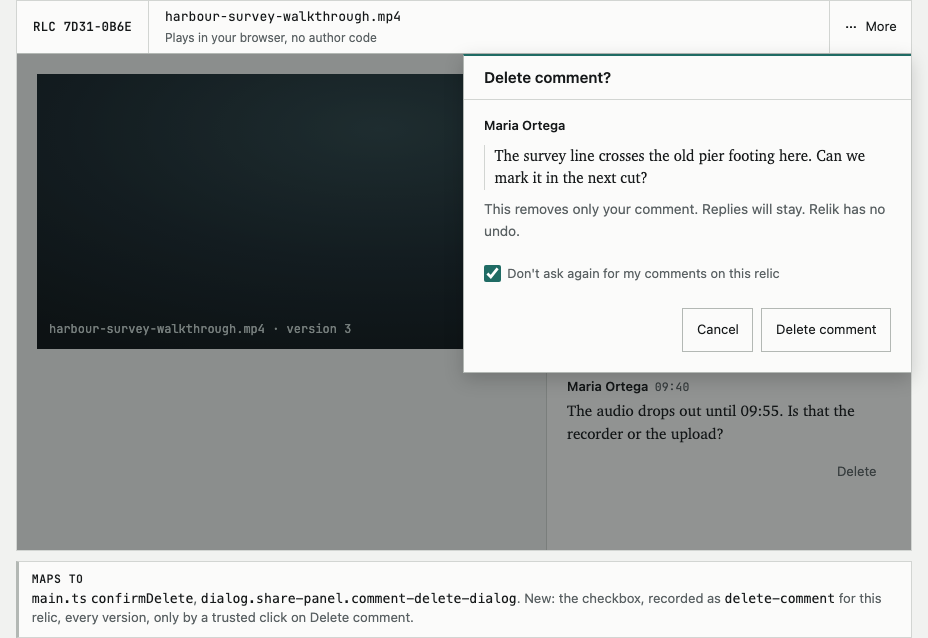 RLC 7D31-0B6E
harbour-survey-walkthrough.mp4
Plays in your browser, no author code
··· More
Delete comment?
Maria Ortega
The survey line crosses the old pier footing here. Can we
mark it in the next cut?
This removes only your comment. Replies will stay. Relik has no
undo.
Don't ask again for my comments on this relic
Cancel
Delete comment
harbour-survey-walkthrough.mp4 · version 3
Maria Ortega 09:40
The audio drops out until 09:55. Is that the
recorder or the upload?
Delete
MAPS TO
main.ts confirmDelete, dialog.share-panel.comment-delete-dialog. New: the checkbox, recorded as delete-comment for this
relic, every version, only by a trusted click on Delete comment.